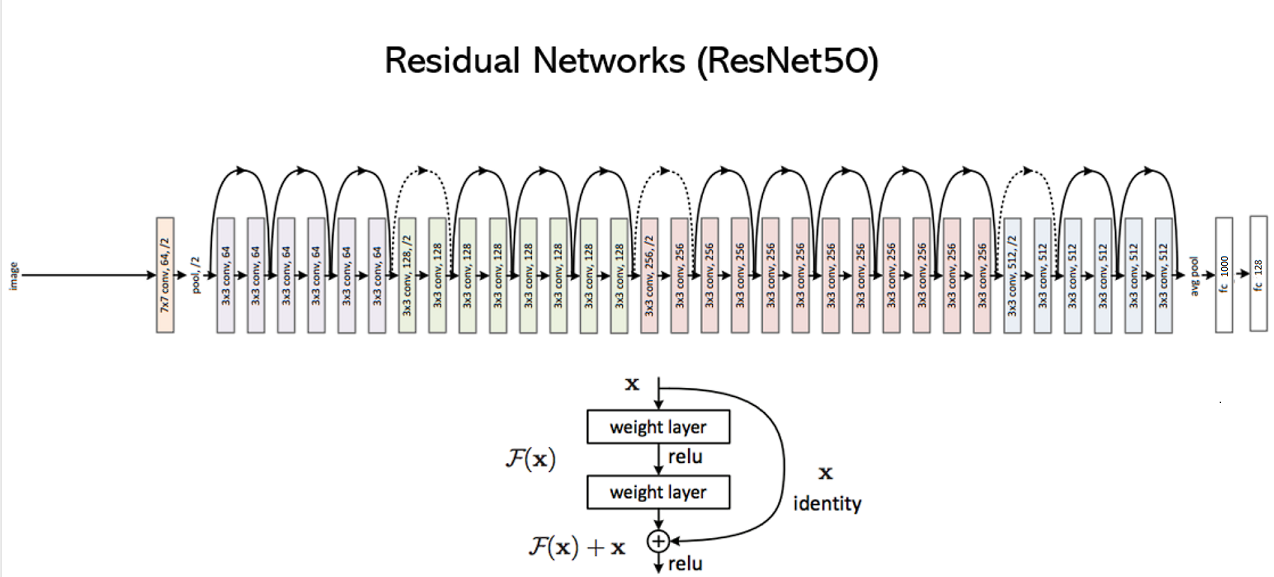 Residual Networks (ResNet50)
image
7x7 conv, 64, /2
pool, /2
3x3 conv, 64
3x3 conv, 64
3x3 conv, 64
3x3 conv, 64
3x3 conv, 64
3x3 conv, 64
3x3 conv, 128, /2
3x3 conv, 128
3x3 conv, 128
3x3 conv, 128
3x3 conv, 128
3x3 conv, 128
3x3 conv, 128
3x3 conv, 128
3x3 conv, 256, /2
3x3 conv, 256
3x3 conv, 256
3x3 conv, 256
3x3 conv, 256
3x3 conv, 256
3x3 conv, 256
3x3 conv, 256
3x3 conv, 256
3x3 conv, 256
3x3 conv, 256
3x3 conv, 256
3x3 conv, 512, /2
3x3 conv, 512
3x3 conv, 512
3x3 conv, 512
3x3 conv, 512
3x3 conv, 512
avg pool
fc 1000
fc 128
x
weight layer
F(x)
relu
x
weight layer
identity
F(x) + x
+
relu